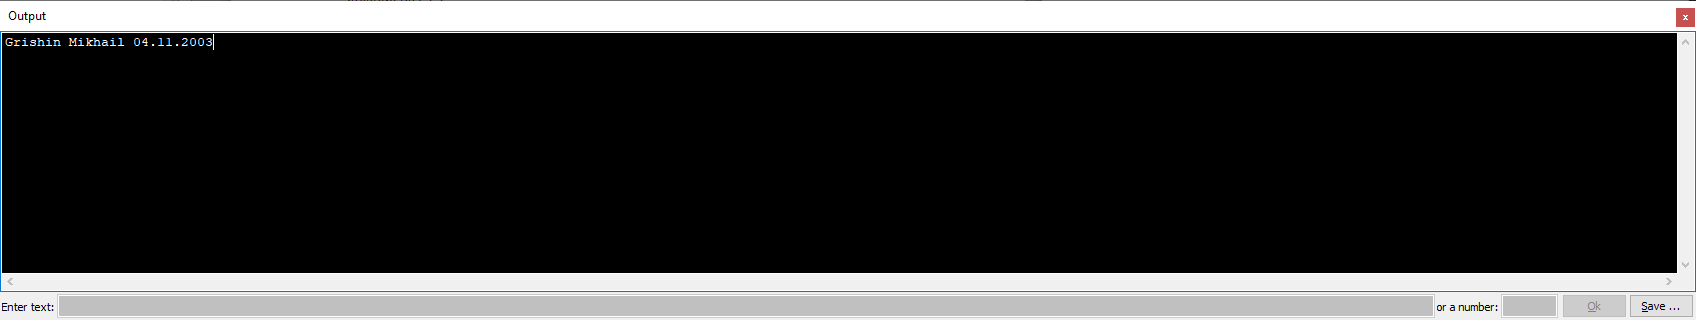 Output
x
Grishin Mikhail 04.11.2003
Enter text: or a number: Ok Save ...